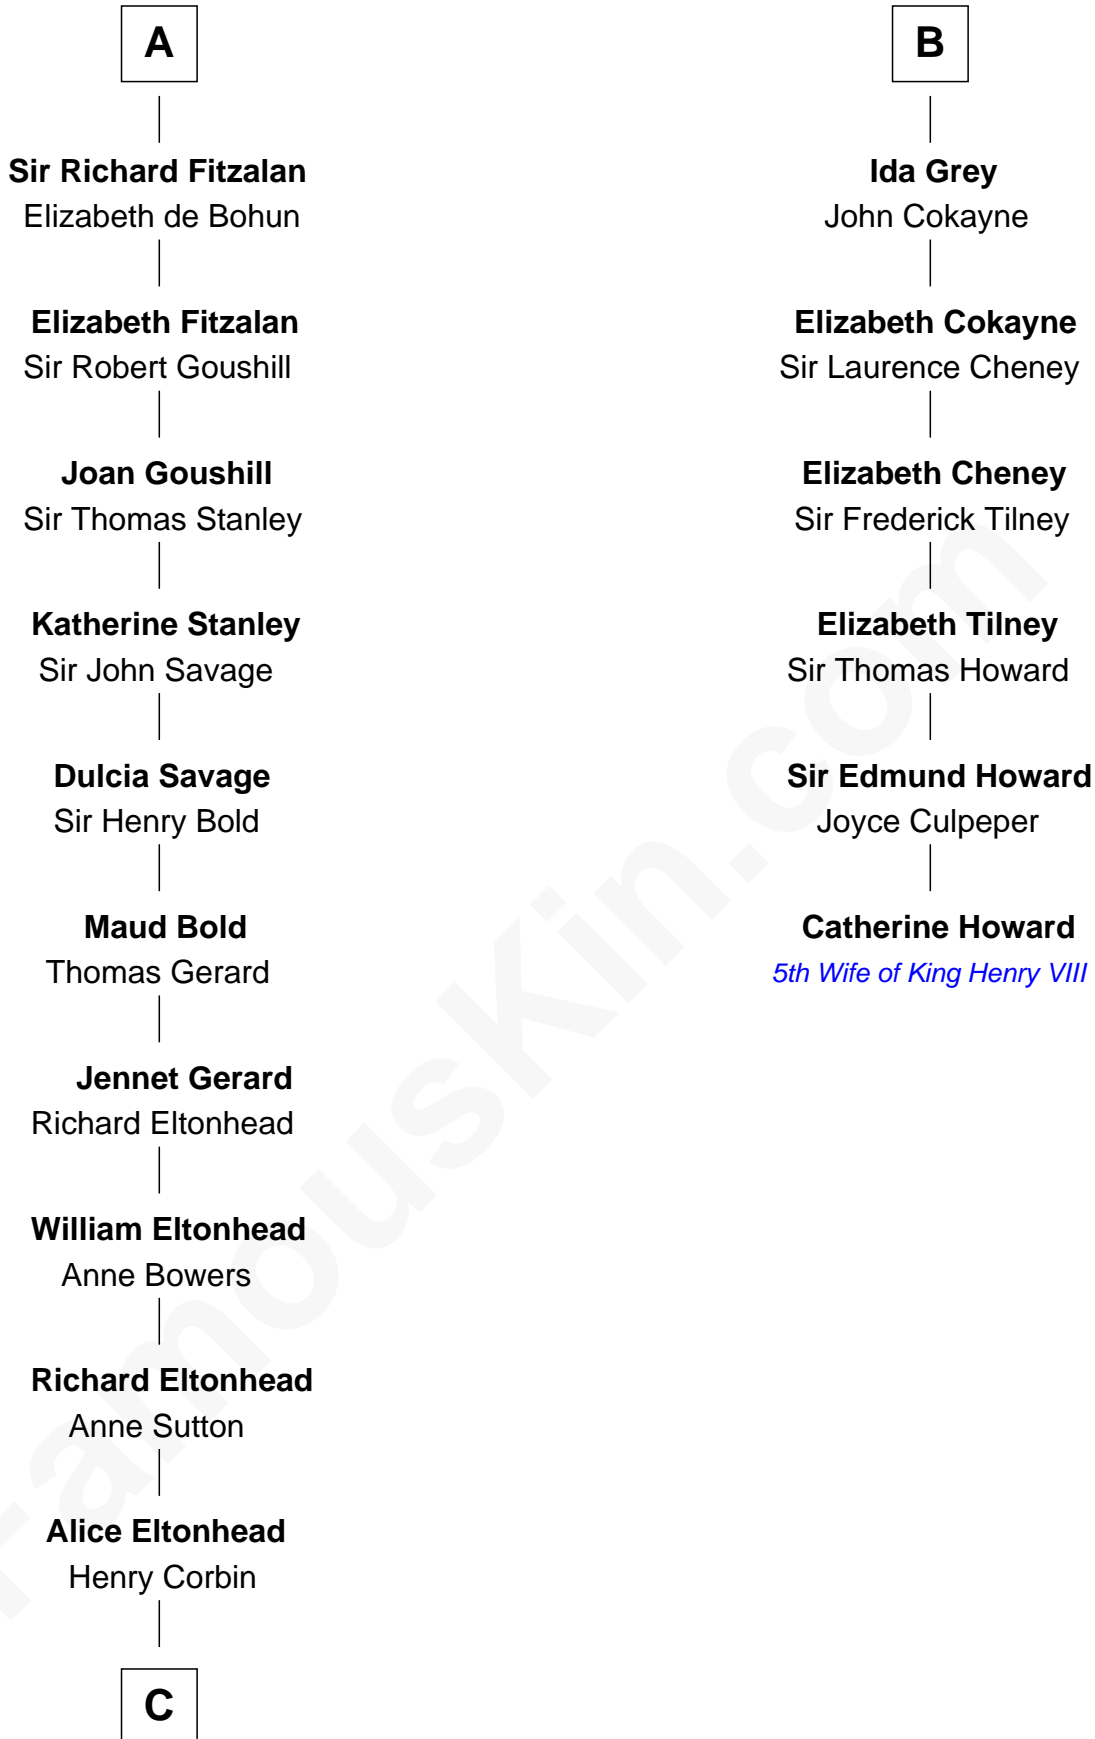 A
Sir Richard Fitzalan
Elizabeth de Bohun
Elizabeth Fitzalan
Sir Robert Goushill
Joan Goushill
Sir Thomas Stanley
Katherine Stanley
Sir John Savage
Dulcia Savage
Sir Henry Bold
Maud Bold
Thomas Gerard
Jennet Gerard
Richard Eltonhead
William Eltonhead
Anne Bowers
Richard Eltonhead
Anne Sutton
Alice Eltonhead
Henry Corbin
C
B
Ida Grey
John Cokayne
Elizabeth Cokayne
Sir Laurence Cheney
Elizabeth Cheney
Sir Frederick Tilney
Elizabeth Tilney
Sir Thomas Howard
Sir Edmund Howard
Joyce Culpeper
Catherine Howard
5th Wife of King Henry VIII
FamousKin.com